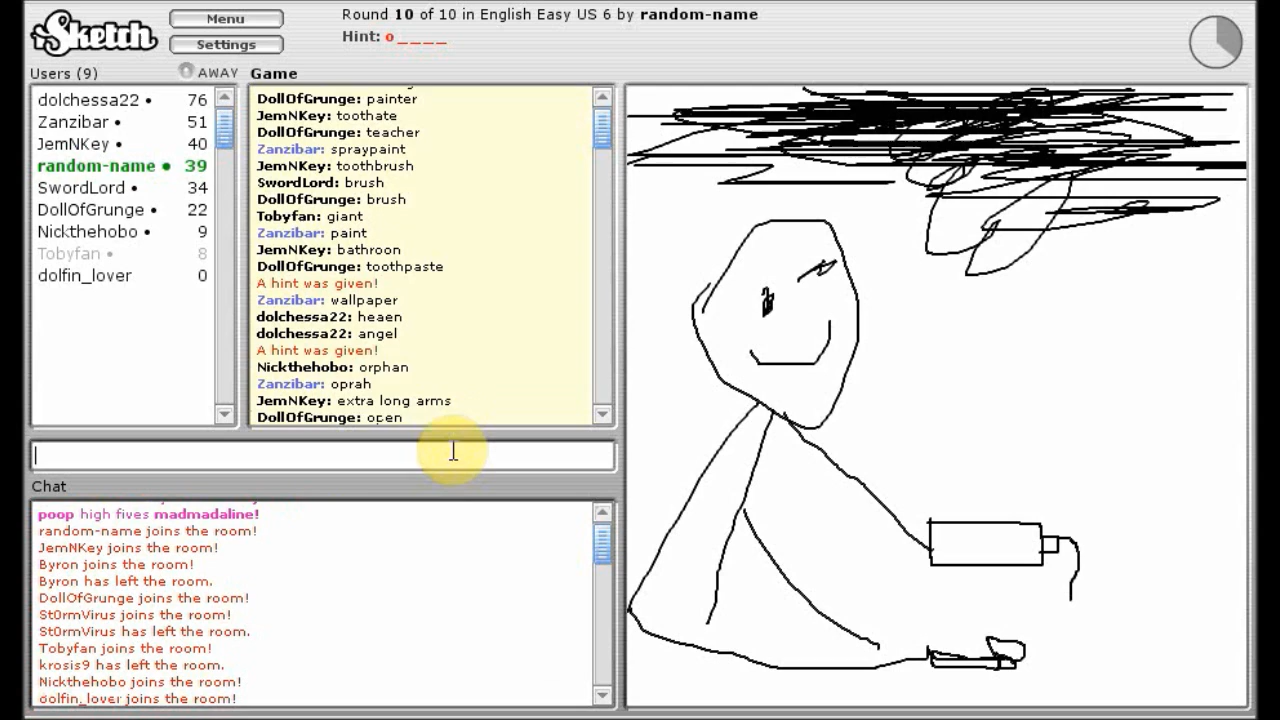 iSketch
Menu
Settings
Round 10 of 10 in English Easy US 6 by random-name
Hint: o____
Users (9)
AWAY
Game
dolchessa22 • 76
Zanzibar • 51
JemNKey • 40
random-name • 39
SwordLord • 34
DollOfGrunge • 22
Nickthehobo • 9
Tobyfan • 8
dolfin_lover 0
DollOfGrunge: painter
JemNKey: toothate
DollOfGrunge: teacher
Zanzibar: spraypaint
JemNKey: toothbrush
SwordLord: brush
DollOfGrunge: brush
Tobyfan: giant
Zanzibar: paint
JemNKey: bathroon
DollOfGrunge: toothpaste
A hint was given!
Zanzibar: wallpaper
dolchessa22: heaen
dolchessa22: angel
A hint was given!
Nickthehobo: orphan
Zanzibar: oprah
JemNKey: extra long arms
DollOfGrunge: open
Chat
poop high fives madmadaline!
random-name joins the room!
JemNKey joins the room!
Byron joins the room!
Byron has left the room.
DollOfGrunge joins the room!
St0rmVirus joins the room!
St0rmVirus has left the room.
Tobyfan joins the room!
krosis9 has left the room.
Nickthehobo joins the room!
dolfin_lover joins the room!